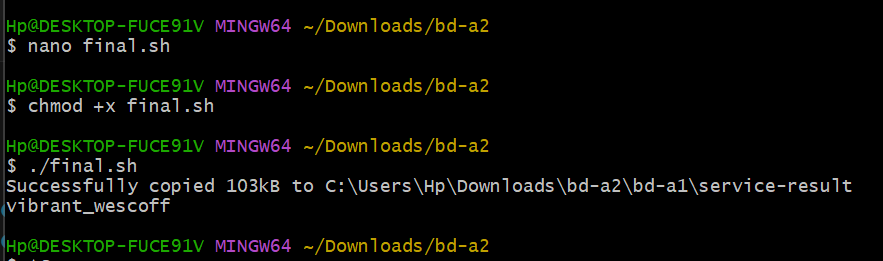 Hp@DESKTOP-FUCE91V MINGW64 ~/Downloads/bd-a2
$ nano final.sh
Hp@DESKTOP-FUCE91V MINGW64 ~/Downloads/bd-a2
$ chmod +x final.sh
Hp@DESKTOP-FUCE91V MINGW64 ~/Downloads/bd-a2
$ ./final.sh
Successfully copied 103kB to C:\Users\Hp\Downloads\bd-a2\bd-a1\service-result
vibrant_wescoff
Hp@DESKTOP-FUCE91V MINGW64 ~/Downloads/bd-a2